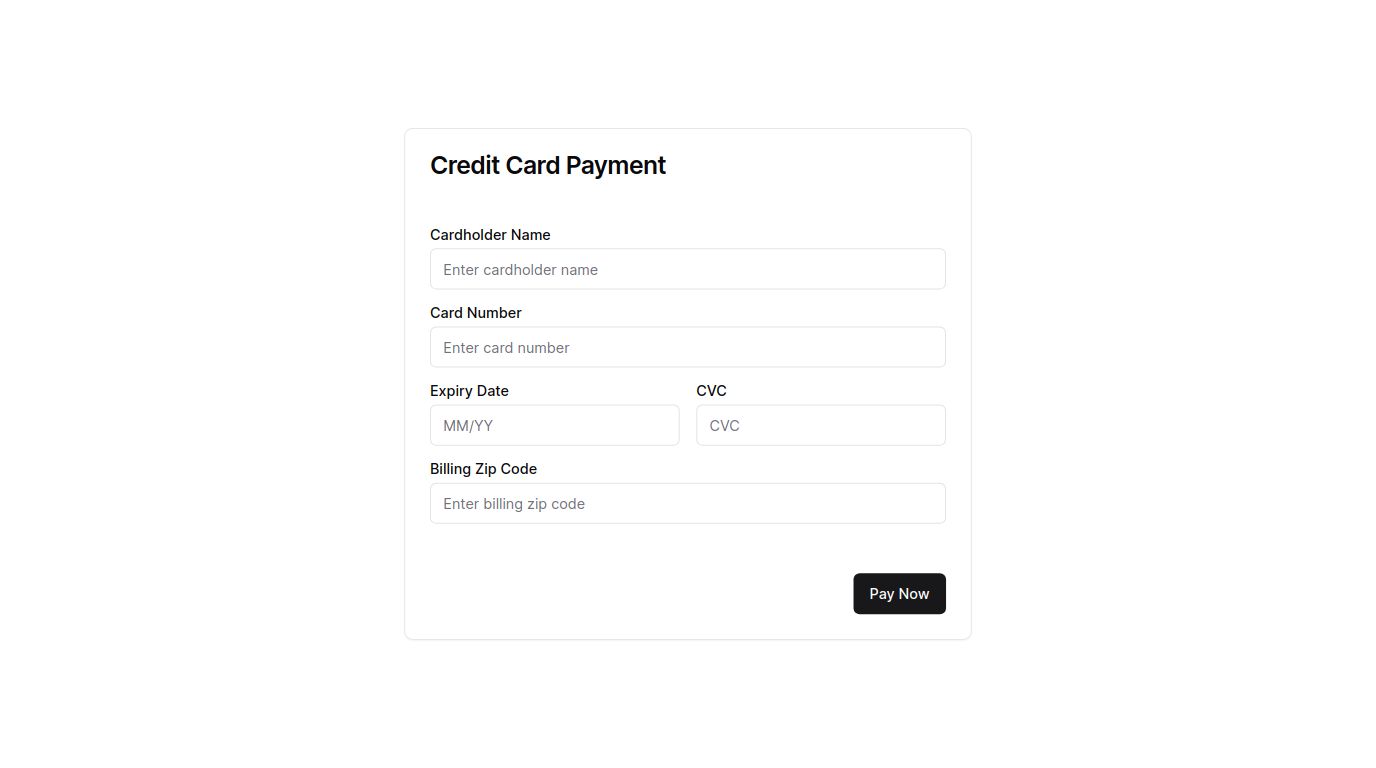 Credit Card Payment
Cardholder Name
Enter cardholder name
Card Number
Enter card number
Expiry Date
CVC
MM/YY
CVC
Billing Zip Code
Enter billing zip code
Pay Now